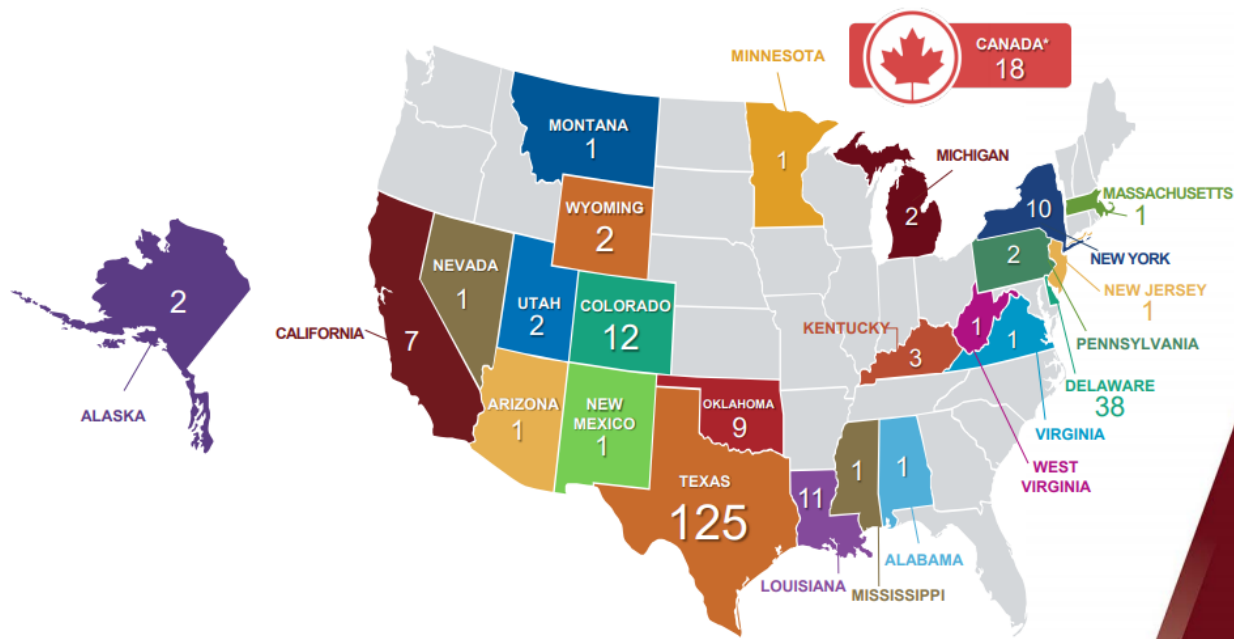 CANADA*
18
MINNESOTA
1
MONTANA
1
MICHIGAN
2
MASSACHUSETTS
1
WYOMING
2
10
NEW YORK
NEVADA
1
2
PENNSYLVANIA
NEW JERSEY
1
ALASKA
2
CALIFORNIA
7
UTAH
2
COLORADO
12
KENTUCKY
3
1
WEST
VIRGINIA
1
VIRGINIA
DELAWARE
38
ARIZONA
1
NEW
MEXICO
1
OKLAHOMA
9
TEXAS
125
11
LOUISIANA
1
MISSISSIPPI
1
ALABAMA